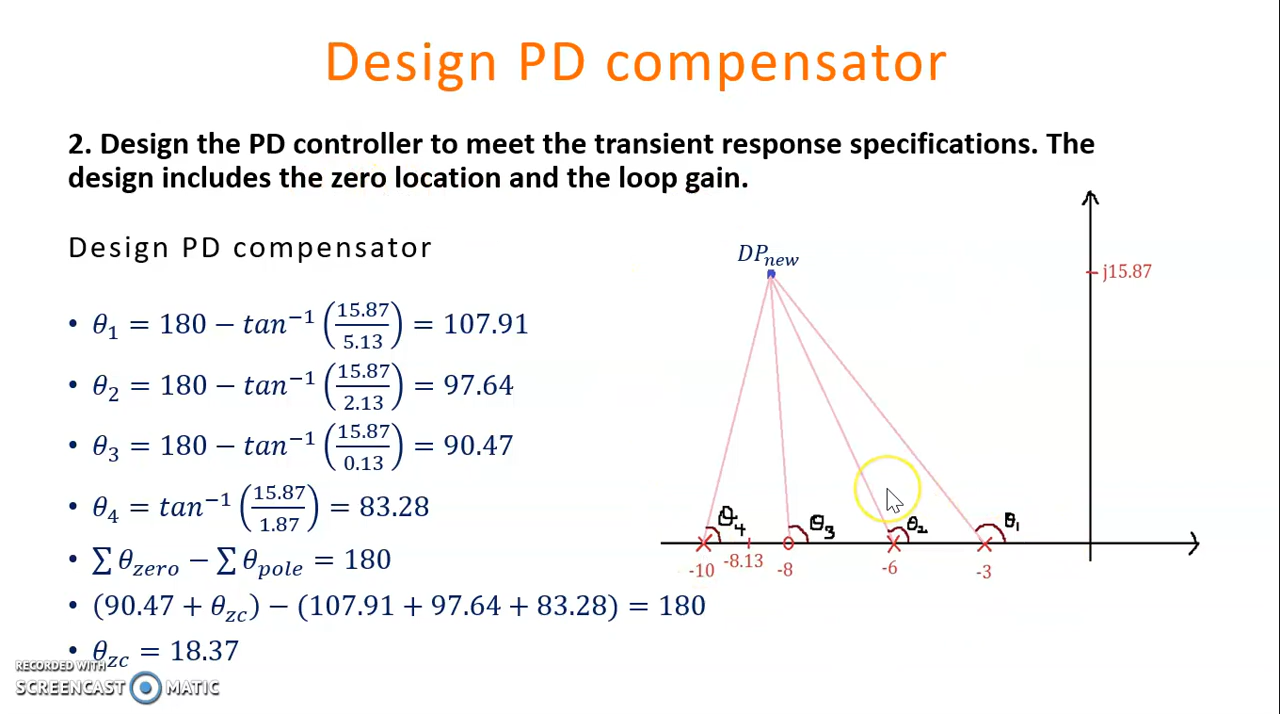 Design PD compensator
2. Design the PD controller to meet the transient response specifications. The
design includes the zero location and the loop gain.
Design PD compensator
• θ₁ = 180 − tan⁻¹(15.87/5.13) = 107.91
• θ₂ = 180 − tan⁻¹(15.87/2.13) = 97.64
• θ₃ = 180 − tan⁻¹(15.87/0.13) = 90.47
• θ₄ = tan⁻¹(15.87/1.87) = 83.28
• ∑ θ_zero − ∑ θ_pole = 180
• (90.47 + θ_zc) − (107.91 + 97.64 + 83.28) = 180
• θ_zc = 18.37
DP_new
j15.87
θ₄ θ₃ θ₂ θ₁
-10 -8.13 -8 -6 -3
RECORDED WITH
SCREENCAST MATIC